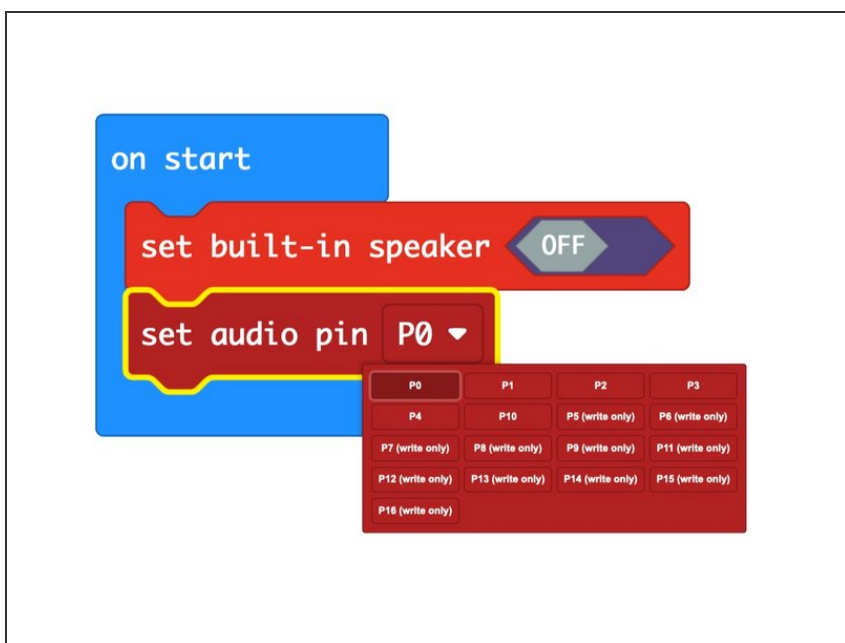 on start
set built-in speaker OFF
set audio pin P0
P0 P1 P2 P3
P4 P10 P5 (write only) P6 (write only)
P7 (write only) P8 (write only) P9 (write only) P11 (write only)
P12 (write only) P13 (write only) P14 (write only) P15 (write only)
P16 (write only)